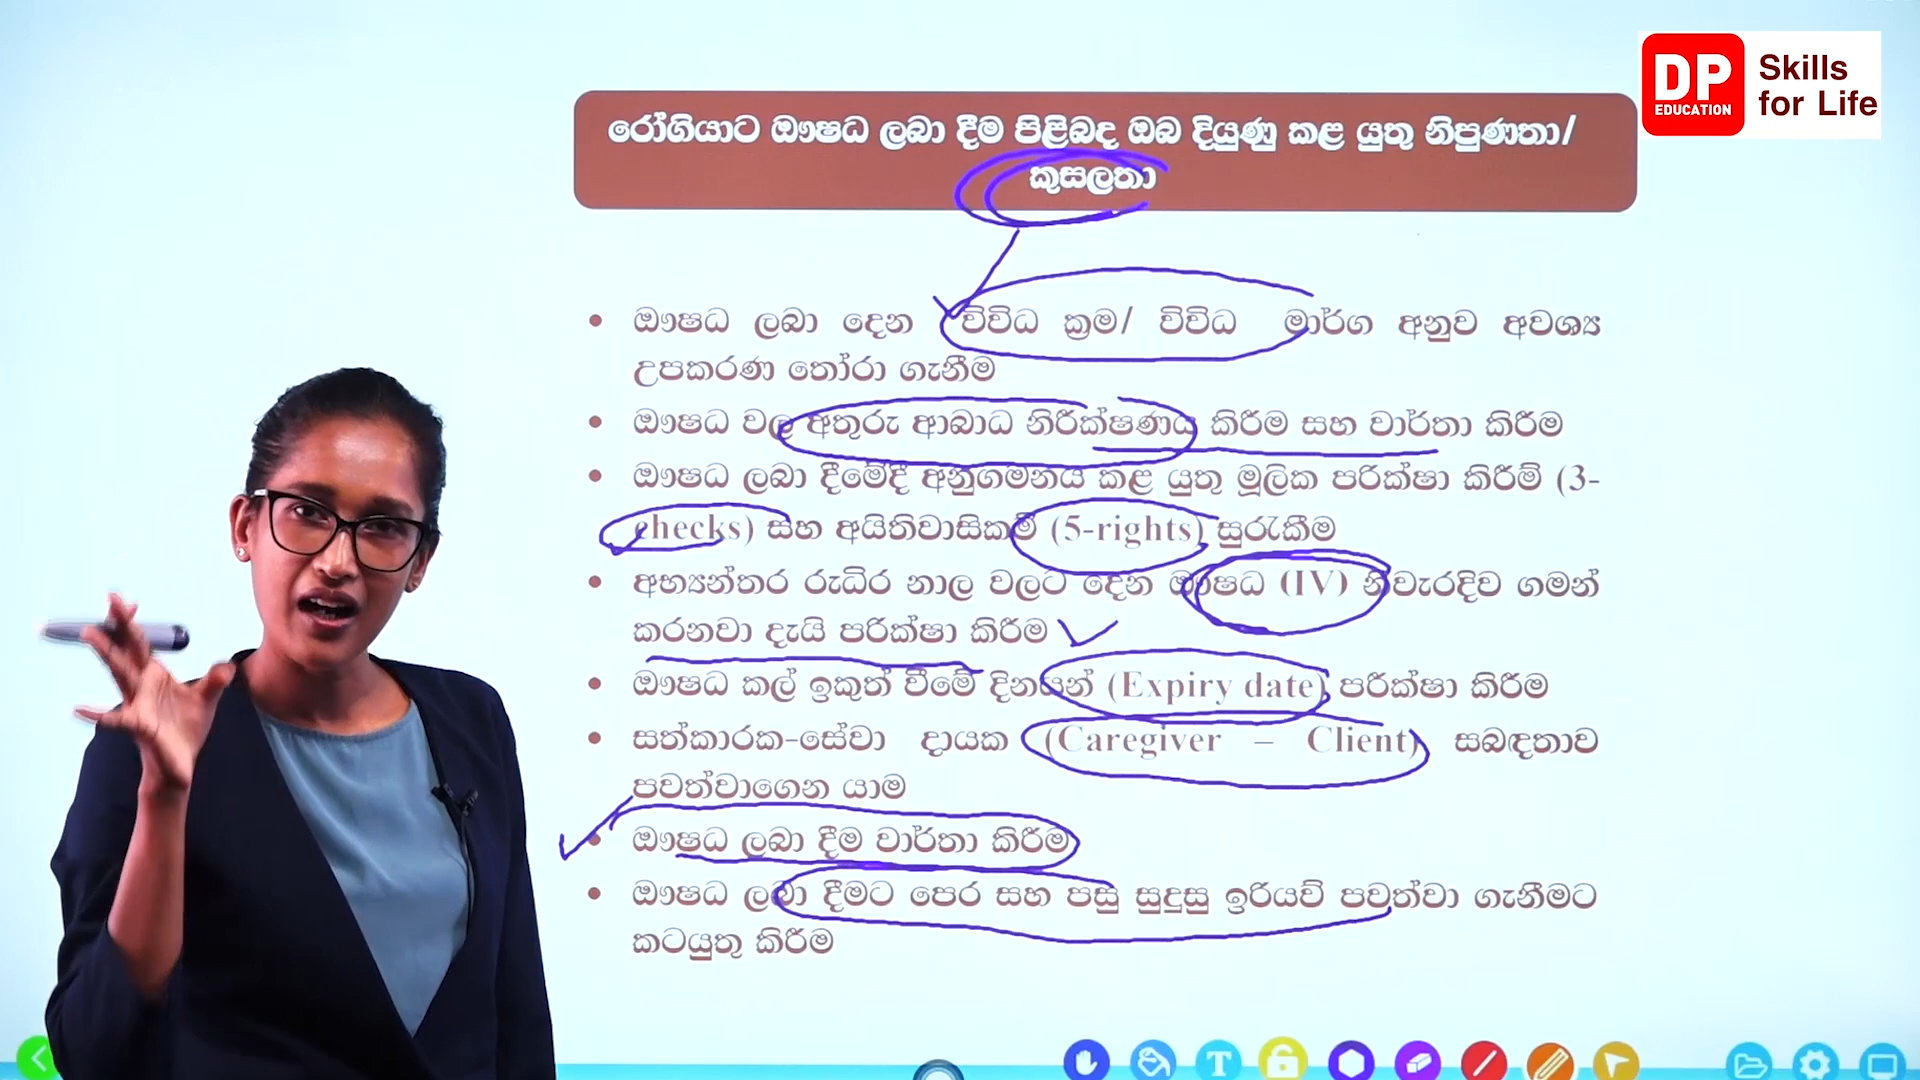 DP
EDUCATION
Skills
for Life
රෝගියාට ඖෂධ ලබා දීම පිළිබද ඔබ දියුණු කළ යුතු නිපුණතා/
කුසලතා
• ඖෂධ ලබා දෙන විවිධ ක්‍රම/ විවිධ මාර්ග අනුව අවශ්‍ය
උපකරණ තෝරා ගැනීම
• ඖෂධ වල අතුරු ආබාධ නිරීක්ෂණය කිරීම සහ වාර්තා කිරීම
• ඖෂධ ලබා දීමේදී අනුගමනය කළ යුතු මූලික පරික්ෂා කිරීම් (3-
checks) සහ අයිතිවාසිකම් (5-rights) සුරැකීම
• අභ්‍යන්තර රුධිර නාල වලට දෙන ඖෂධ (IV) නිවැරදිව ගමන්
කරනවා දැයි පරික්ෂා කිරීම
• ඖෂධ කල් ඉකුත් වීමේ දිනයන් (Expiry date) පරීක්ෂා කිරීම
• සත්කාරක-සේවා දායක (Caregiver – Client) සබඳතාව
පවත්වාගෙන යාම
• ඖෂධ ලබා දීම වාර්තා කිරීම
• ඖෂධ ලබා දීමට පෙර සහ පසු සුදුසු ඉරියව් පවත්වා ගැනීමට
කටයුතු කිරීම